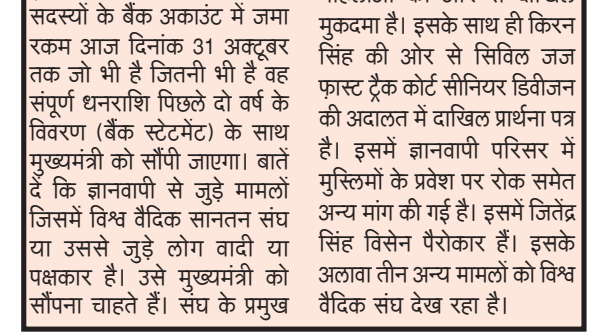 सदस्यों के बैंक अकाउंट में जमा
रकम आज दिनांक 31 अक्टूबर
तक जो भी है जितनी भी है वह
संपूर्ण धनराशि पिछले दो वर्ष के
विवरण (बैंक स्टेटमेंट) के साथ
मुख्यमंत्री को सौंपी जाएगा। बातें
दें कि ज्ञानवापी से जुड़े मामलों
जिसमें विश्व वैदिक सानतन संघ
या उससे जुड़े लोग वादी या
पक्षकार है। उसे मुख्यमंत्री को
सौंपना चाहते हैं। संघ के प्रमुख
मुकदमा है। इसके साथ ही किरन
सिंह की ओर से सिविल जज
फ़ास्ट ट्रैक कोर्ट सीनियर डिवीजन
की अदालत में दाखिल प्रार्थना पत्र
है। इसमें ज्ञानवापी परिसर में
मुस्लिमों के प्रवेश पर रोक समेत
अन्य मांग की गई है। इसमें जितेंद्र
सिंह विसेन पैरोकार हैं। इसके
अलावा तीन अन्य मामलों को विश्व
वैदिक संघ देख रहा है।